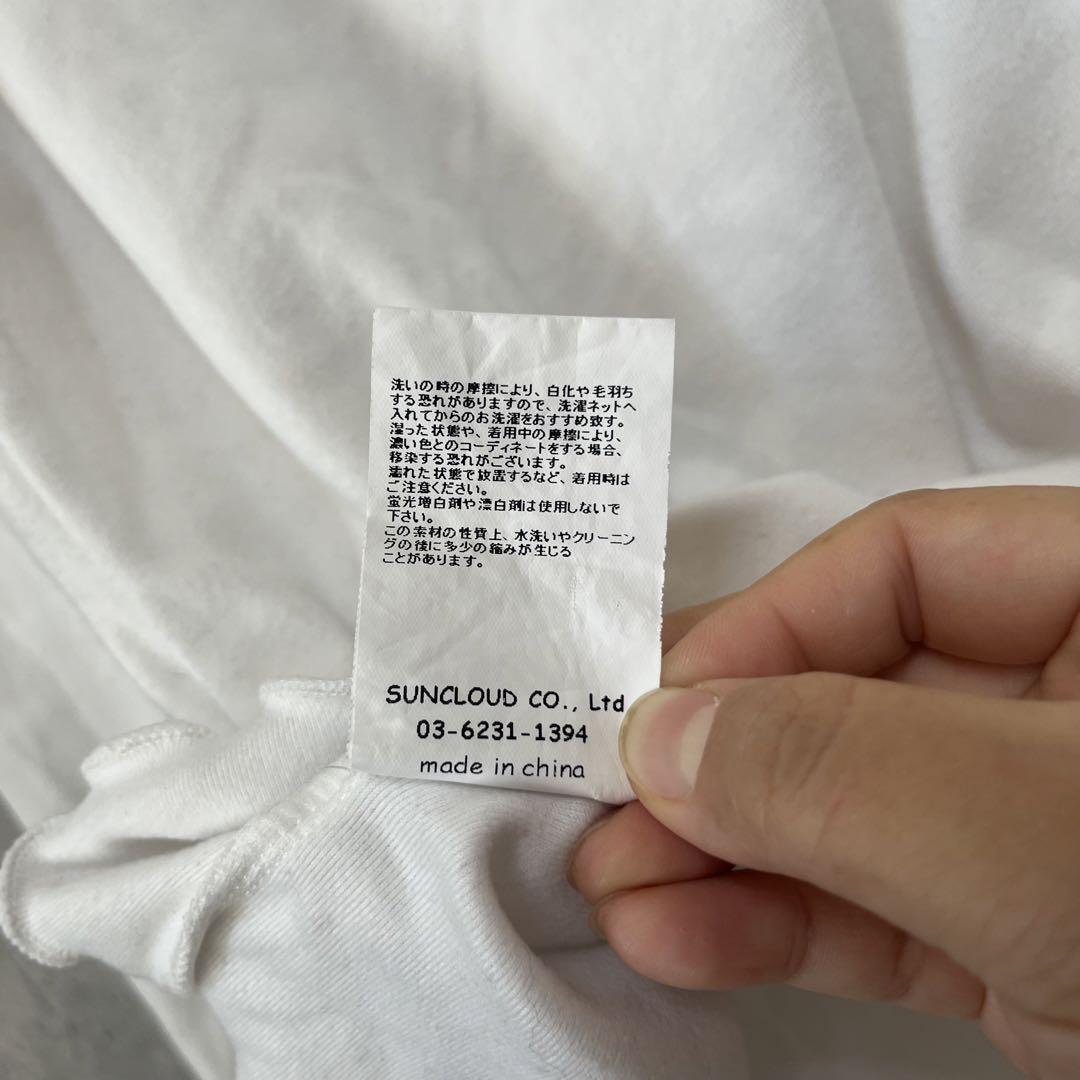 洗いの時の摩擦により、白化や毛羽ち
する恐れがありますので、洗濯ネットへ
入れてからのお洗濯をおすすめ致す。
湿った状態や、着用中の摩擦により、
濃い色とのコーディネートをする場合、
移染する恐れがございます。
濡れた状態で放置するなど、着用時は
ご注意ください。
蛍光増白剤や漂白剤は使用しないで
下さい。
この素材の性質上、水洗いやクリーニン
グの後に多少の縮みが生じる
ことがあります。
SUNCLOUD CO., Ltd
03-6231-1394
made in china